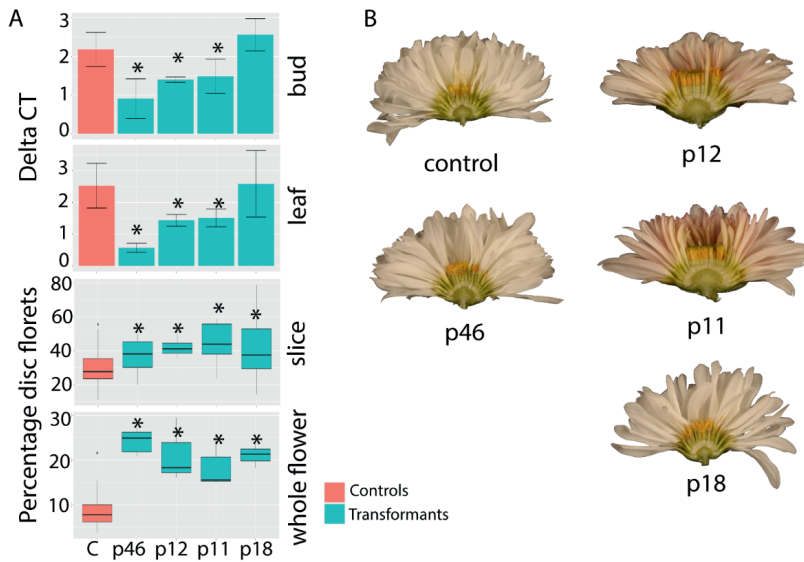 A
B
Delta CT
3
2
1
0
*
*
*
bud
3
2
1
0
*
*
*
leaf
Percentage disc florets
80
60
40
20
*
*
*
*
slice
30
20
10
*
*
*
*
whole flower
C p46 p12 p11 p18
Controls
Transformants
control
p12
p46
p11
p18